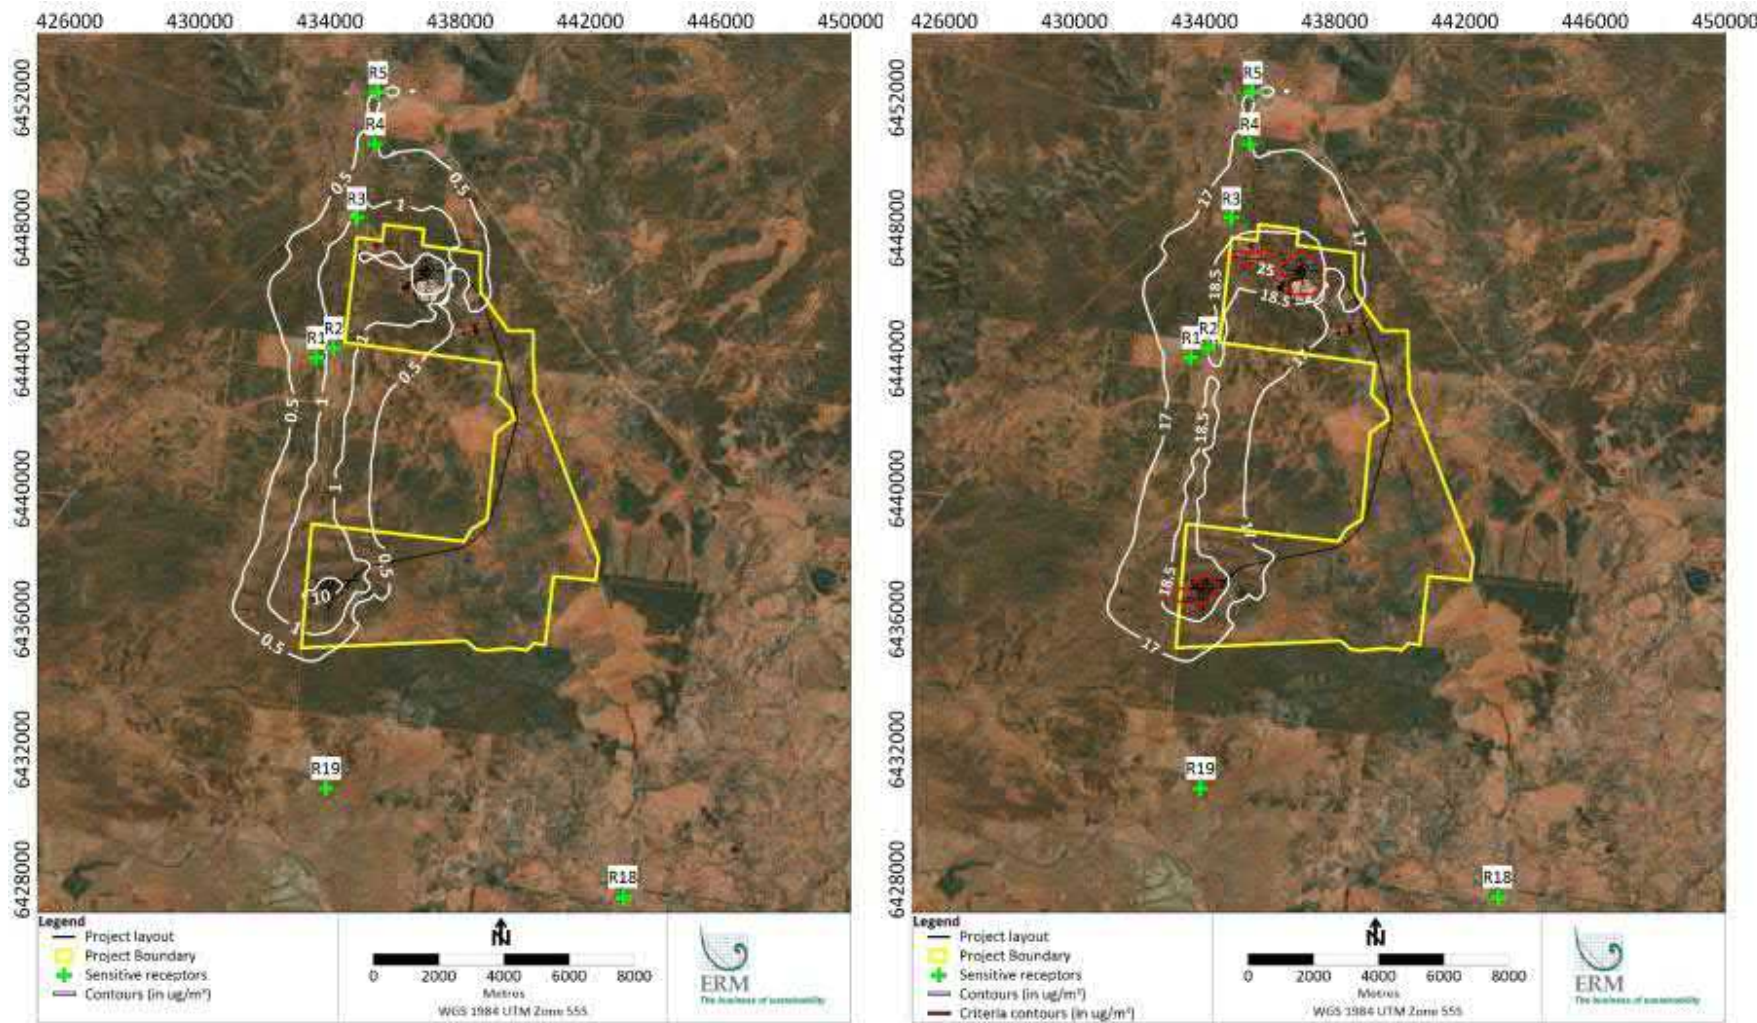 426000 430000 434000 438000 442000 446000 450000
6452000
6448000
6444000
6440000
6436000
6432000
6428000
R5
R4
0.5
0.5
R3
1
R2
R1
0.5
0.5
1
1
0.5
10
1
0.5
R19
R18
Legend
Project layout
Project Boundary
Sensitive receptors
Contours (in ug/m³)
N
0 2000 4000 6000 8000
Metres
WGS 1984 UTM Zone 55S
ERM
The business of sustainability
426000 430000 434000 438000 442000 446000 450000
6452000
6448000
6444000
6440000
6436000
6432000
6428000
R5
R4
17
R3
17
25
18.5
18.5
R2
R1
17
17
18.5
18.5
17
R19
R18
Legend
Project layout
Project Boundary
Sensitive receptors
Contours (in ug/m³)
Criteria contours (in ug/m³)
N
0 2000 4000 6000 8000
Metres
WGS 1984 UTM Zone 55S
ERM
The business of sustainability